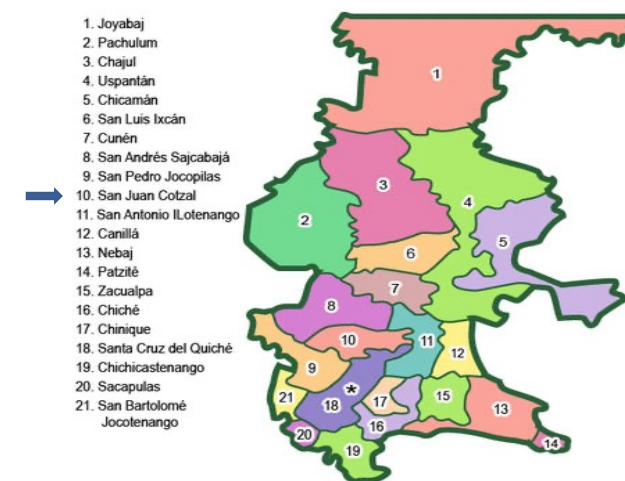 1. Joyabaj
2. Pachulum
3. Chajul
4. Uspantán
5. Chicamán
6. San Luis Ixcán
7. Cunén
8. San Andrés Sajcabajá
9. San Pedro Jocopilas
10. San Juan Cotzal
11. San Antonio ILotenango
12. Canillá
13. Nebaj
14. Patzité
15. Zacualpa
16. Chiché
17. Chinique
18. Santa Cruz del Quiché
19. Chichicastenango
20. Sacapulas
21. San Bartolomé
Jocotenango
1
3
4
2
5
6
7
8
10
11
12
9
*
21
18
17
15
13
16
20
19
14